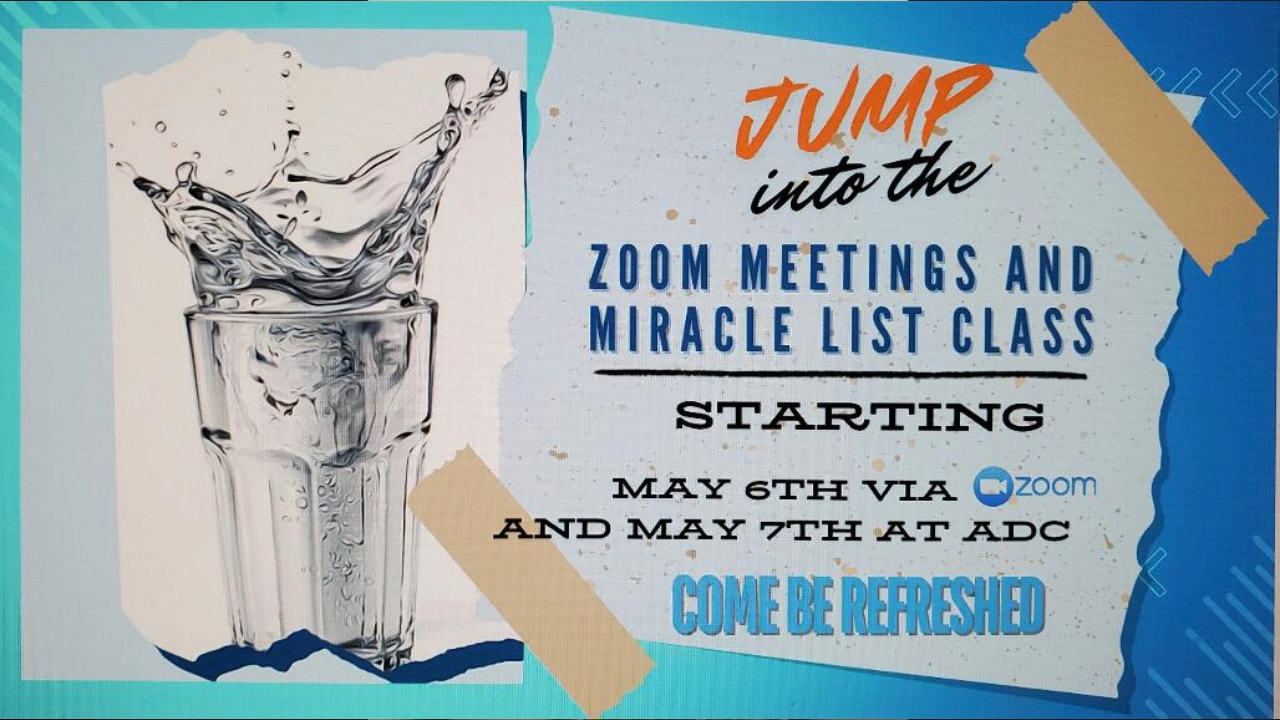 JUMP
into the
ZOOM MEETINGS AND
MIRACLE LIST CLASS
STARTING
MAY 6TH VIA zoom
AND MAY 7TH AT ADC
COME BE REFRESHED